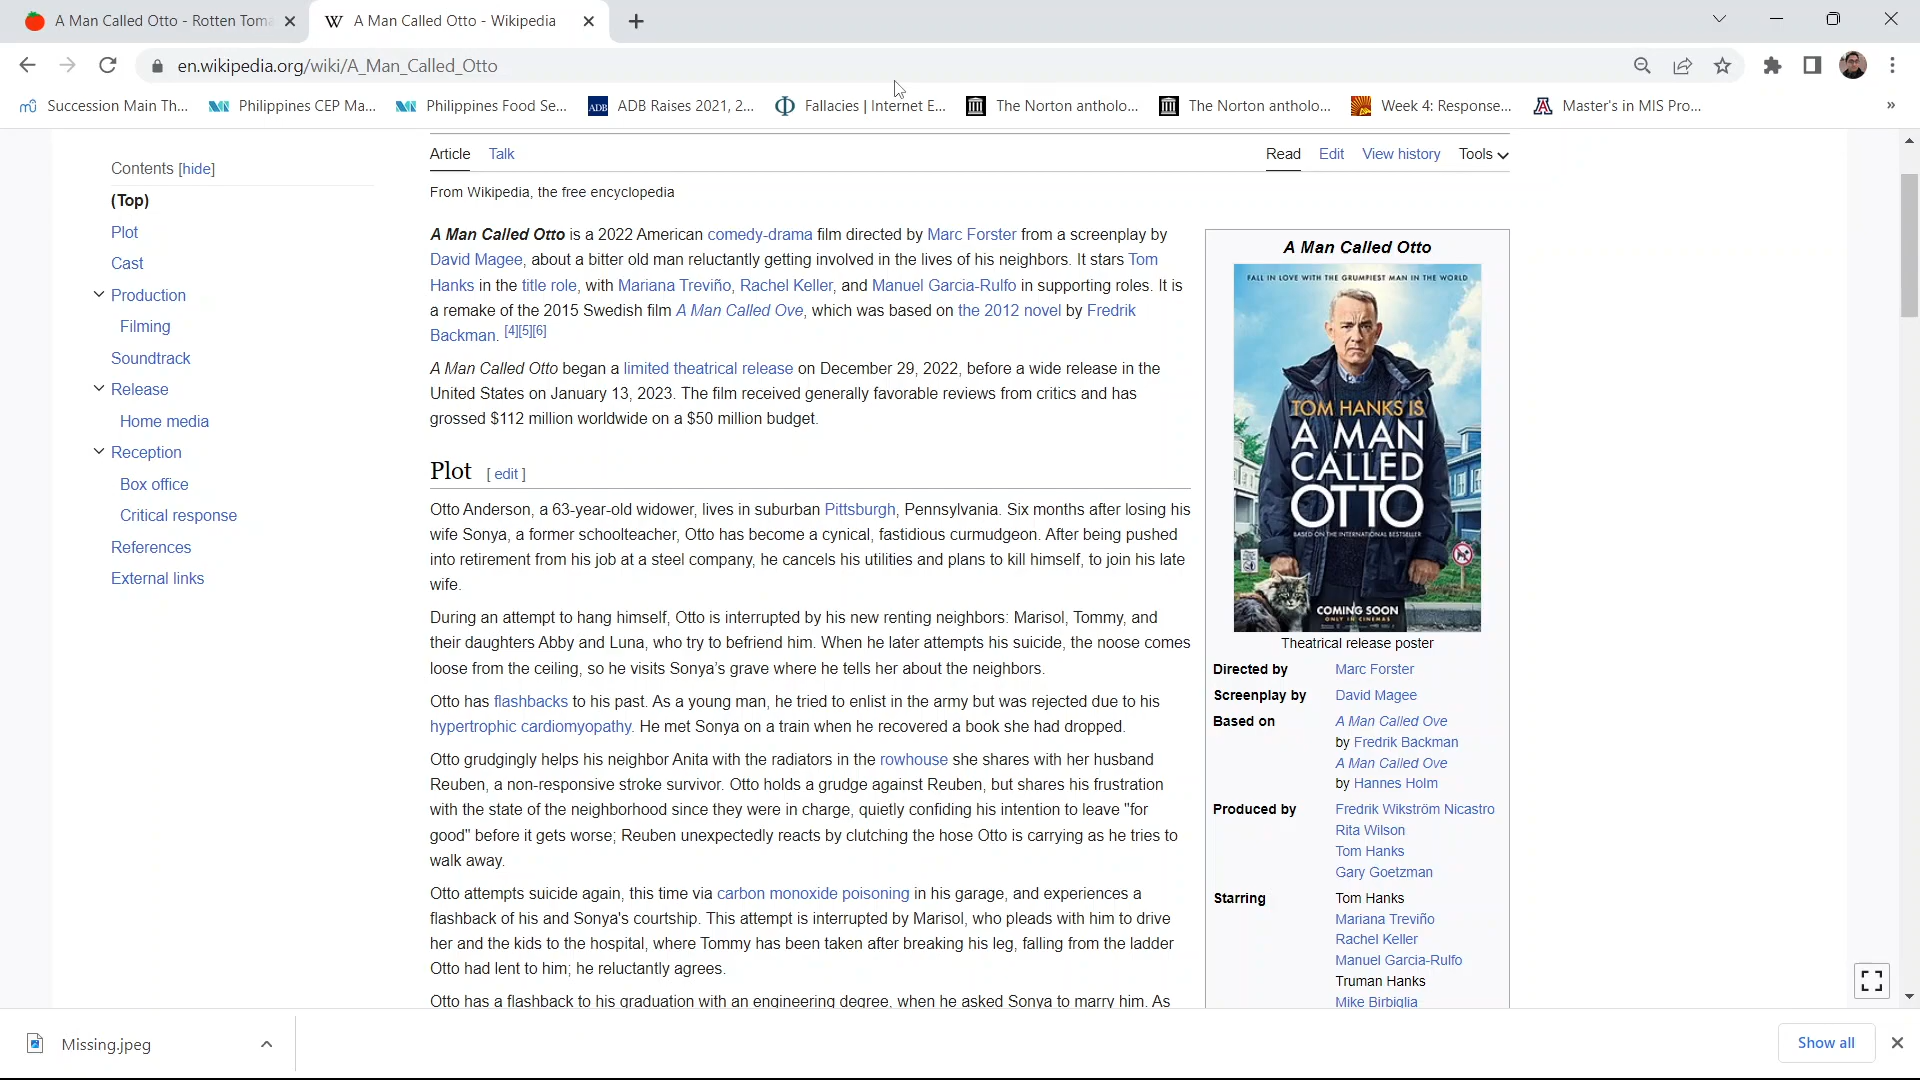 A Man Called Otto - Rotten Toma
A Man Called Otto - Wikipedia
en.wikipedia.org/wiki/A_Man_Called_Otto
Succession Main Th...
Philippines CEP Ma...
Philippines Food Se...
ADB ADB Raises 2021, 2...
Fallacies | Internet E...
The Norton antholo...
The Norton antholo...
Week 4: Response...
Master's in MIS Pro...
»
Contents [hide]
(Top)
Plot
Cast
Production
Filming
Soundtrack
Release
Home media
Reception
Box office
Critical response
References
External links
Article Talk
Read Edit View history Tools
From Wikipedia, the free encyclopedia
A Man Called Otto is a 2022 American comedy-drama film directed by Marc Forster from a screenplay by
David Magee, about a bitter old man reluctantly getting involved in the lives of his neighbors. It stars Tom
Hanks in the title role, with Mariana Treviño, Rachel Keller, and Manuel Garcia-Rulfo in supporting roles. It is
a remake of the 2015 Swedish film A Man Called Ove, which was based on the 2012 novel by Fredrik
Backman. [4][5][6]
A Man Called Otto began a limited theatrical release on December 29, 2022, before a wide release in the
United States on January 13, 2023. The film received generally favorable reviews from critics and has
grossed $112 million worldwide on a $50 million budget.
Plot [ edit ]
Otto Anderson, a 63-year-old widower, lives in suburban Pittsburgh, Pennsylvania. Six months after losing his
wife Sonya, a former schoolteacher, Otto has become a cynical, fastidious curmudgeon. After being pushed
into retirement from his job at a steel company, he cancels his utilities and plans to kill himself, to join his late
wife.
During an attempt to hang himself, Otto is interrupted by his new renting neighbors: Marisol, Tommy, and
their daughters Abby and Luna, who try to befriend him. When he later attempts his suicide, the noose comes
loose from the ceiling, so he visits Sonya's grave where he tells her about the neighbors.
Otto has flashbacks to his past. As a young man, he tried to enlist in the army but was rejected due to his
hypertrophic cardiomyopathy. He met Sonya on a train when he recovered a book she had dropped.
Otto grudgingly helps his neighbor Anita with the radiators in the rowhouse she shares with her husband
Reuben, a non-responsive stroke survivor. Otto holds a grudge against Reuben, but shares his frustration
with the state of the neighborhood since they were in charge, quietly confiding his intention to leave "for
good" before it gets worse; Reuben unexpectedly reacts by clutching the hose Otto is carrying as he tries to
walk away.
Otto attempts suicide again, this time via carbon monoxide poisoning in his garage, and experiences a
flashback of his and Sonya's courtship. This attempt is interrupted by Marisol, who pleads with him to drive
her and the kids to the hospital, where Tommy has been taken after breaking his leg, falling from the ladder
Otto had lent to him; he reluctantly agrees.
Otto has a flashback to his graduation with an engineering degree, when he asked Sonya to marry him. As
A Man Called Otto
FALL IN LOVE WITH THE GRUMPIEST MAN IN THE WORLD
TOM HANKS IS
A MAN
CALLED
OTTO
BASED ON THE INTERNATIONAL BESTSELLER
COMING SOON
ONLY IN CINEMAS
Theatrical release poster
Directed by Marc Forster
Screenplay by David Magee
Based on A Man Called Ove
by Fredrik Backman
A Man Called Ove
by Hannes Holm
Produced by Fredrik Wikström Nicastro
Rita Wilson
Tom Hanks
Gary Goetzman
Starring Tom Hanks
Mariana Treviño
Rachel Keller
Manuel Garcia-Rulfo
Truman Hanks
Mike Birbiglia
Missing.jpeg
Show all